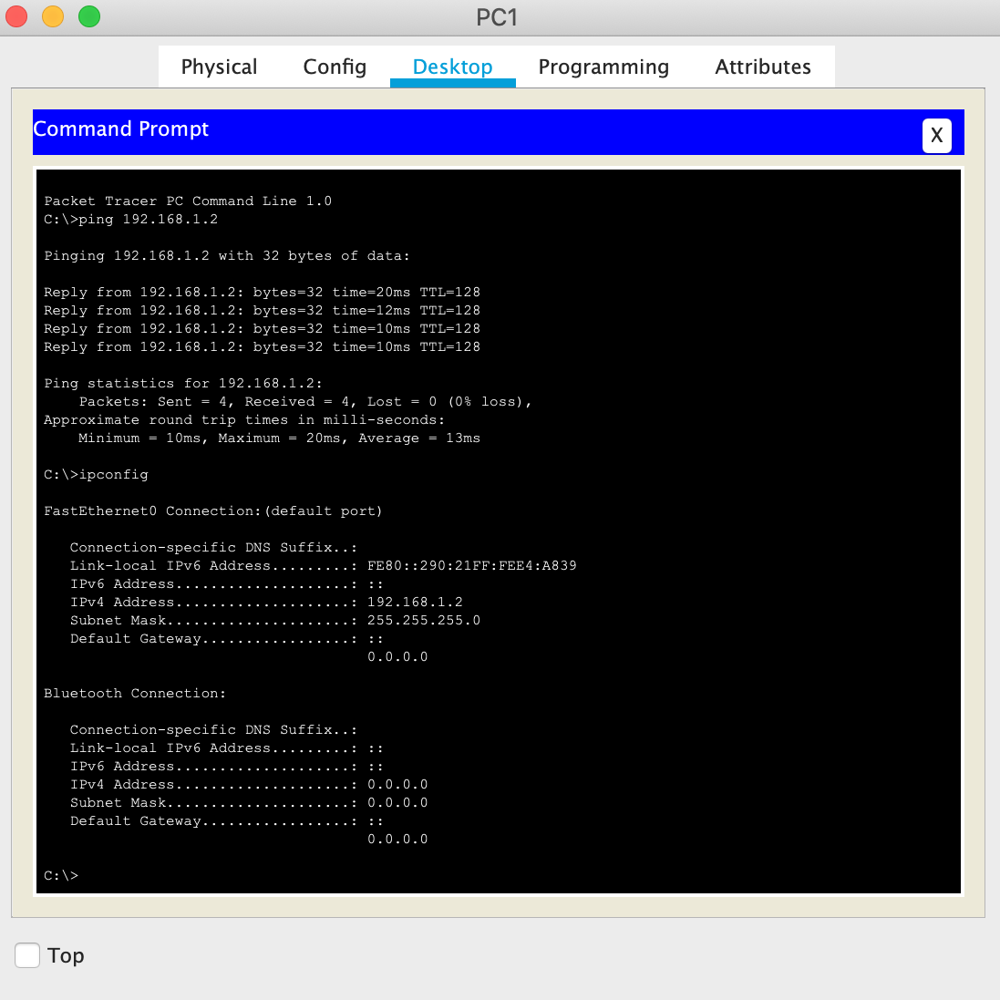 PC1
Physical Config Desktop Programming Attributes
Command Prompt
X
Packet Tracer PC Command Line 1.0
C:\>ping 192.168.1.2
Pinging 192.168.1.2 with 32 bytes of data:
Reply from 192.168.1.2: bytes=32 time=20ms TTL=128
Reply from 192.168.1.2: bytes=32 time=12ms TTL=128
Reply from 192.168.1.2: bytes=32 time=10ms TTL=128
Reply from 192.168.1.2: bytes=32 time=10ms TTL=128
Ping statistics for 192.168.1.2:
    Packets: Sent = 4, Received = 4, Lost = 0 (0% loss),
Approximate round trip times in milli-seconds:
    Minimum = 10ms, Maximum = 20ms, Average = 13ms
C:\>ipconfig
FastEthernet0 Connection:(default port)
   Connection-specific DNS Suffix..:
   Link-local IPv6 Address.........: FE80::290:21FF:FEE4:A839
   IPv6 Address....................: ::
   IPv4 Address....................: 192.168.1.2
   Subnet Mask.....................: 255.255.255.0
   Default Gateway.................: ::
                                     0.0.0.0
Bluetooth Connection:
   Connection-specific DNS Suffix..:
   Link-local IPv6 Address.........: ::
   IPv6 Address....................: ::
   IPv4 Address....................: 0.0.0.0
   Subnet Mask.....................: 0.0.0.0
   Default Gateway.................: ::
                                     0.0.0.0
C:\>
Top